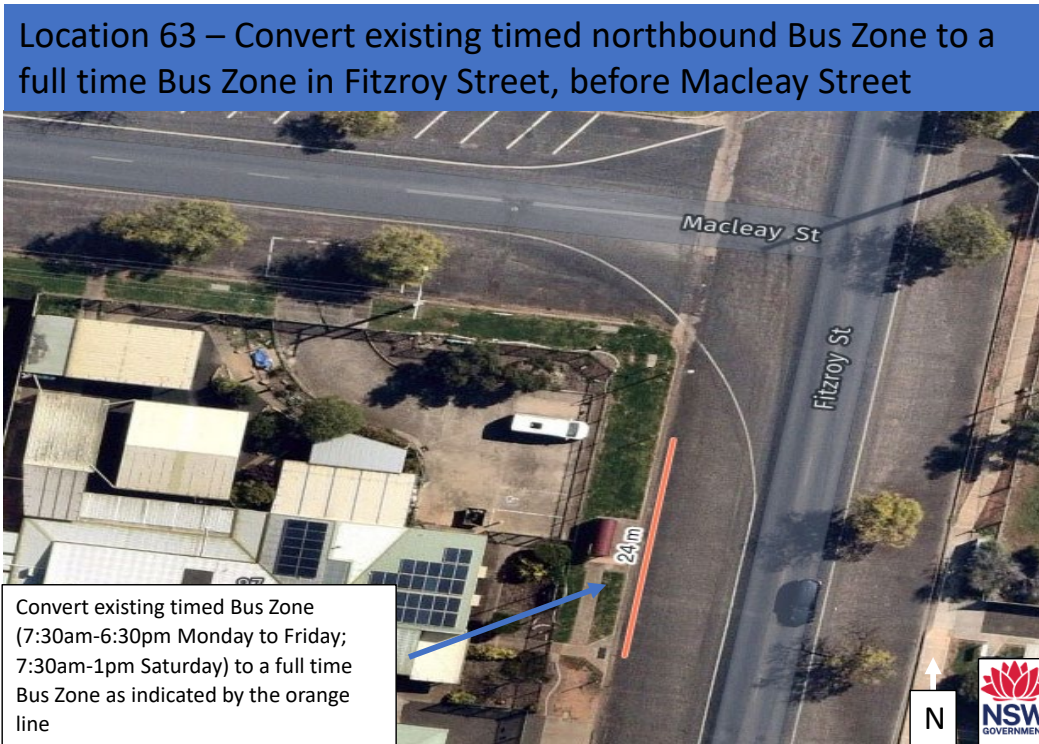 Location 63 – Convert existing timed northbound Bus Zone to a
full time Bus Zone in Fitzroy Street, before Macleay Street
Macleay St
Fitzroy St
24 m
Convert existing timed Bus Zone
(7:30am-6:30pm Monday to Friday;
7:30am-1pm Saturday) to a full time
Bus Zone as indicated by the orange
line
N
NSW
GOVERNMENT